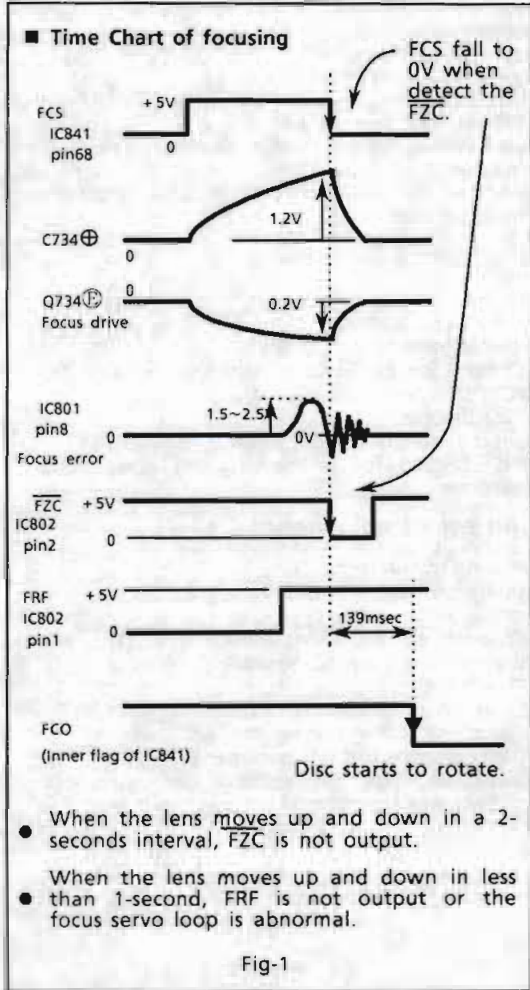 ■ Time Chart of focusing
FCS fall to
0V when
detect the
FZC.
FCS
IC841
pin68
+5V
0
C734⊕
0
1.2V
Q734Ⓔ
Focus drive
0
0.2V
IC801
pin8
Focus error
0
1.5~2.5
0V
FZC
IC802
pin2
+5V
0
FRF
IC802
pin1
+5V
0
139msec
FCO
(Inner flag of IC841)
Disc starts to rotate.
● When the lens moves up and down in a 2-
seconds interval, FZC is not output.
● When the lens moves up and down in less
than 1-second, FRF is not output or the
focus servo loop is abnormal.
Fig-1